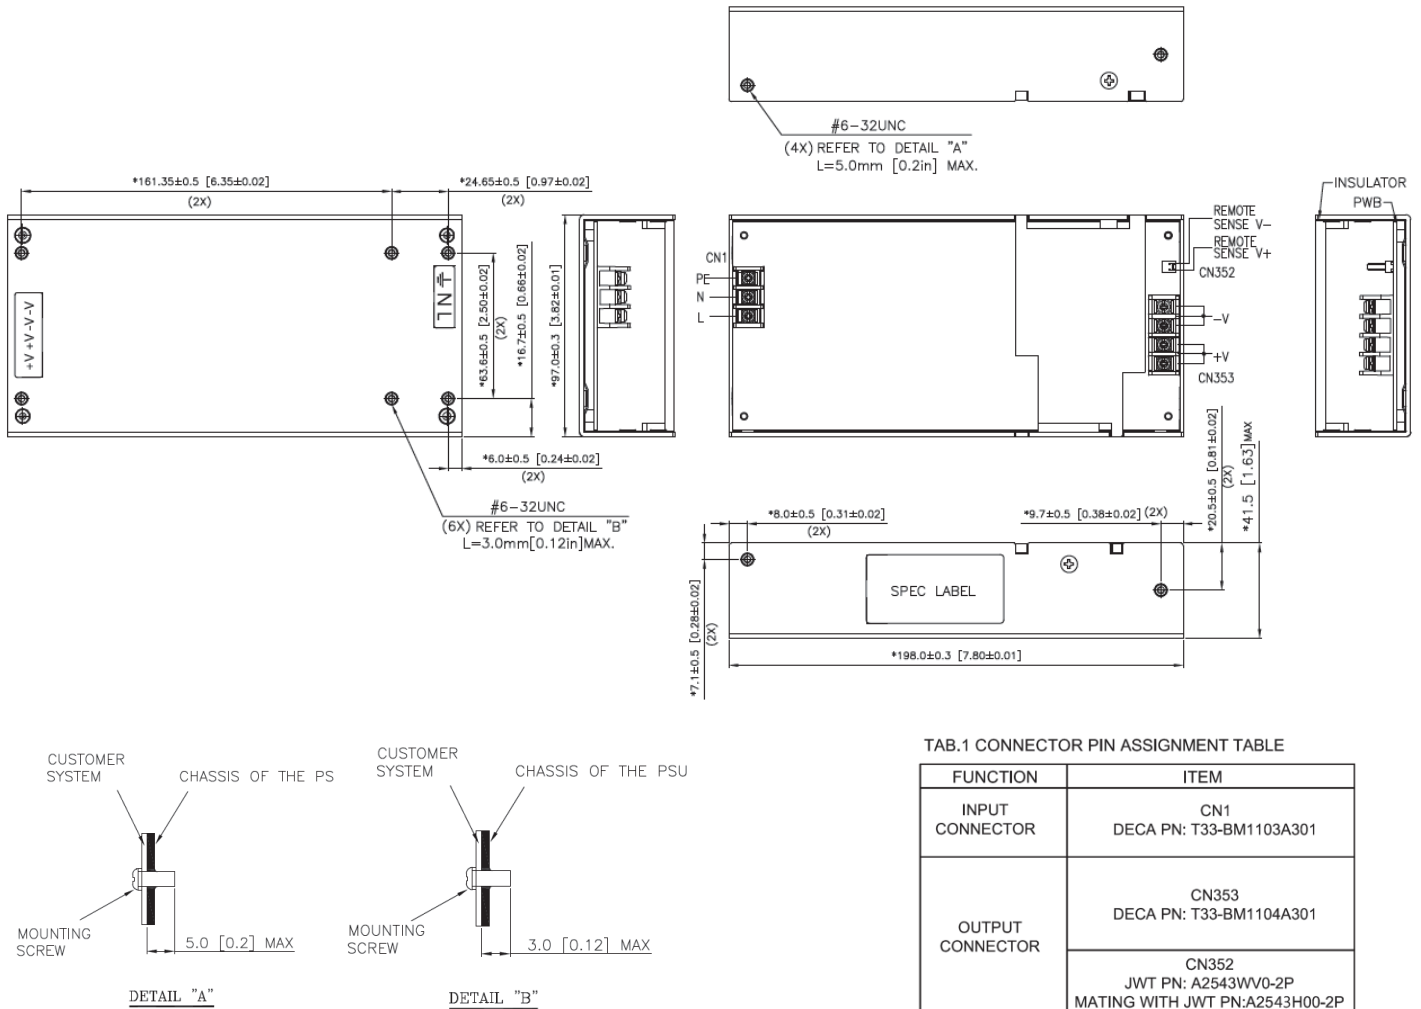 #6-32UNC
(4X) REFER TO DETAIL "A"
L=5.0mm [0.2in] MAX.
*161.35±0.5 [6.35±0.02]
(2X)
*24.65±0.5 [0.97±0.02]
(2X)
+V +V -V -V
L N
*63.6±0.5 [2.50±0.02]
(2X)
*16.7±0.5 [0.66±0.02]
*97.0±0.3 [3.82±0.01]
*6.0±0.5 [0.24±0.02]
(2X)
#6-32UNC
(6X) REFER TO DETAIL "B"
L=3.0mm[0.12in]MAX.
CN1
PE
N
L
REMOTE
SENSE V-
REMOTE
SENSE V+
CN352
-V
+V
CN353
INSULATOR
PWB
*8.0±0.5 [0.31±0.02]
(2X)
*9.7±0.5 [0.38±0.02] (2X)
*20.5±0.5 [0.81±0.02]
(2X)
*41.5 [1.63]MAX
SPEC LABEL
*7.1±0.5 [0.28±0.02]
(2X)
*198.0±0.3 [7.80±0.01]
CUSTOMER
SYSTEM
CHASSIS OF THE PS
MOUNTING
SCREW
5.0 [0.2] MAX
DETAIL "A"
CUSTOMER
SYSTEM
CHASSIS OF THE PSU
MOUNTING
SCREW
3.0 [0.12] MAX
DETAIL "B"
TAB.1 CONNECTOR PIN ASSIGNMENT TABLE
FUNCTION
ITEM
INPUT
CONNECTOR
CN1
DECA PN: T33-BM1103A301
OUTPUT
CONNECTOR
CN353
DECA PN: T33-BM1104A301
CN352
JWT PN: A2543WV0-2P
MATING WITH JWT PN:A2543H00-2P